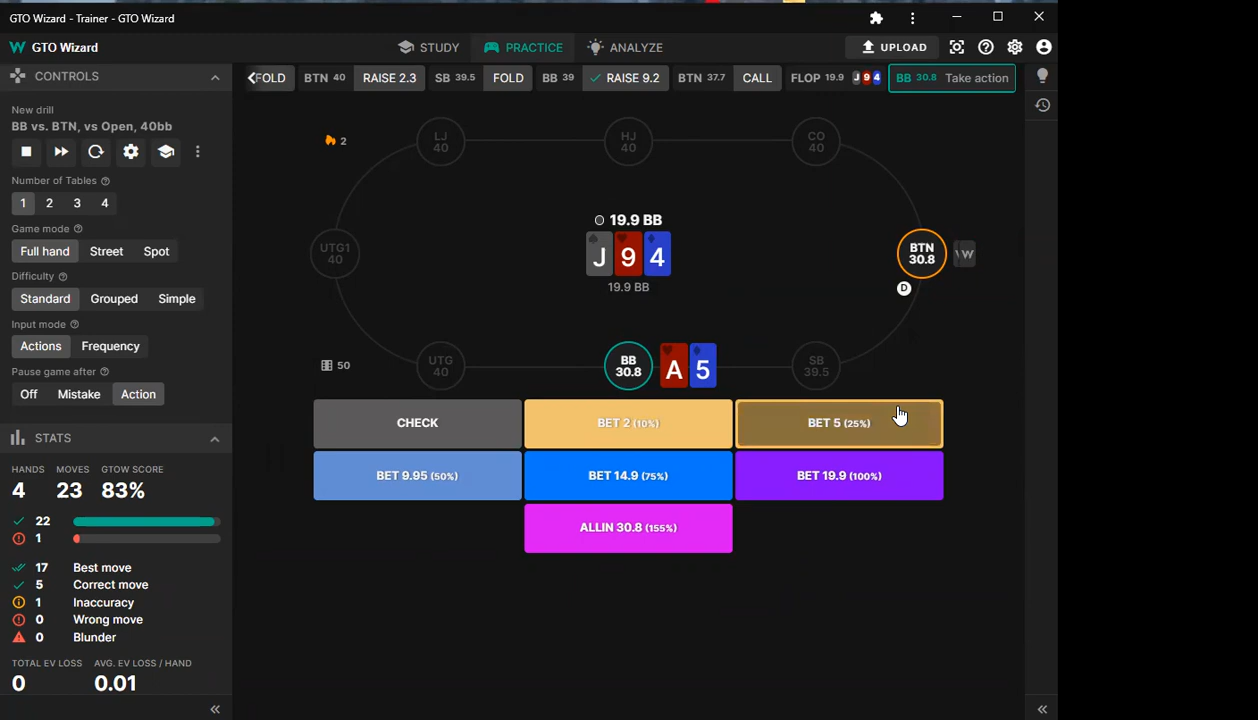 GTO Wizard - Trainer - GTO Wizard
GTO Wizard
STUDY
PRACTICE
ANALYZE
UPLOAD
CONTROLS
FOLD
BTN 40
RAISE 2.3
SB 39.5
FOLD
BB 39
RAISE 9.2
BTN 37.7
CALL
FLOP 19.9
J 9 4
BB 30.8 Take action
New drill
BB vs. BTN, vs Open, 40bb
Number of Tables
1 2 3 4
Game mode
Full hand Street Spot
Difficulty
Standard Grouped Simple
Input mode
Actions Frequency
Pause game after
Off Mistake Action
STATS
HANDS MOVES GTOW SCORE
4 23 83%
22
1
17 Best move
5 Correct move
1 Inaccuracy
0 Wrong move
0 Blunder
TOTAL EV LOSS AVG. EV LOSS / HAND
0 0.01
2
LJ
40
HJ
40
CO
40
UTG1
40
19.9 BB
J 9 4
19.9 BB
BTN
30.8
W
D
50
UTG
40
BB
30.8
A 5
SB
39.5
CHECK
BET 2 (10%)
BET 5 (25%)
BET 9.95 (50%)
BET 14.9 (75%)
BET 19.9 (100%)
ALLIN 30.8 (155%)